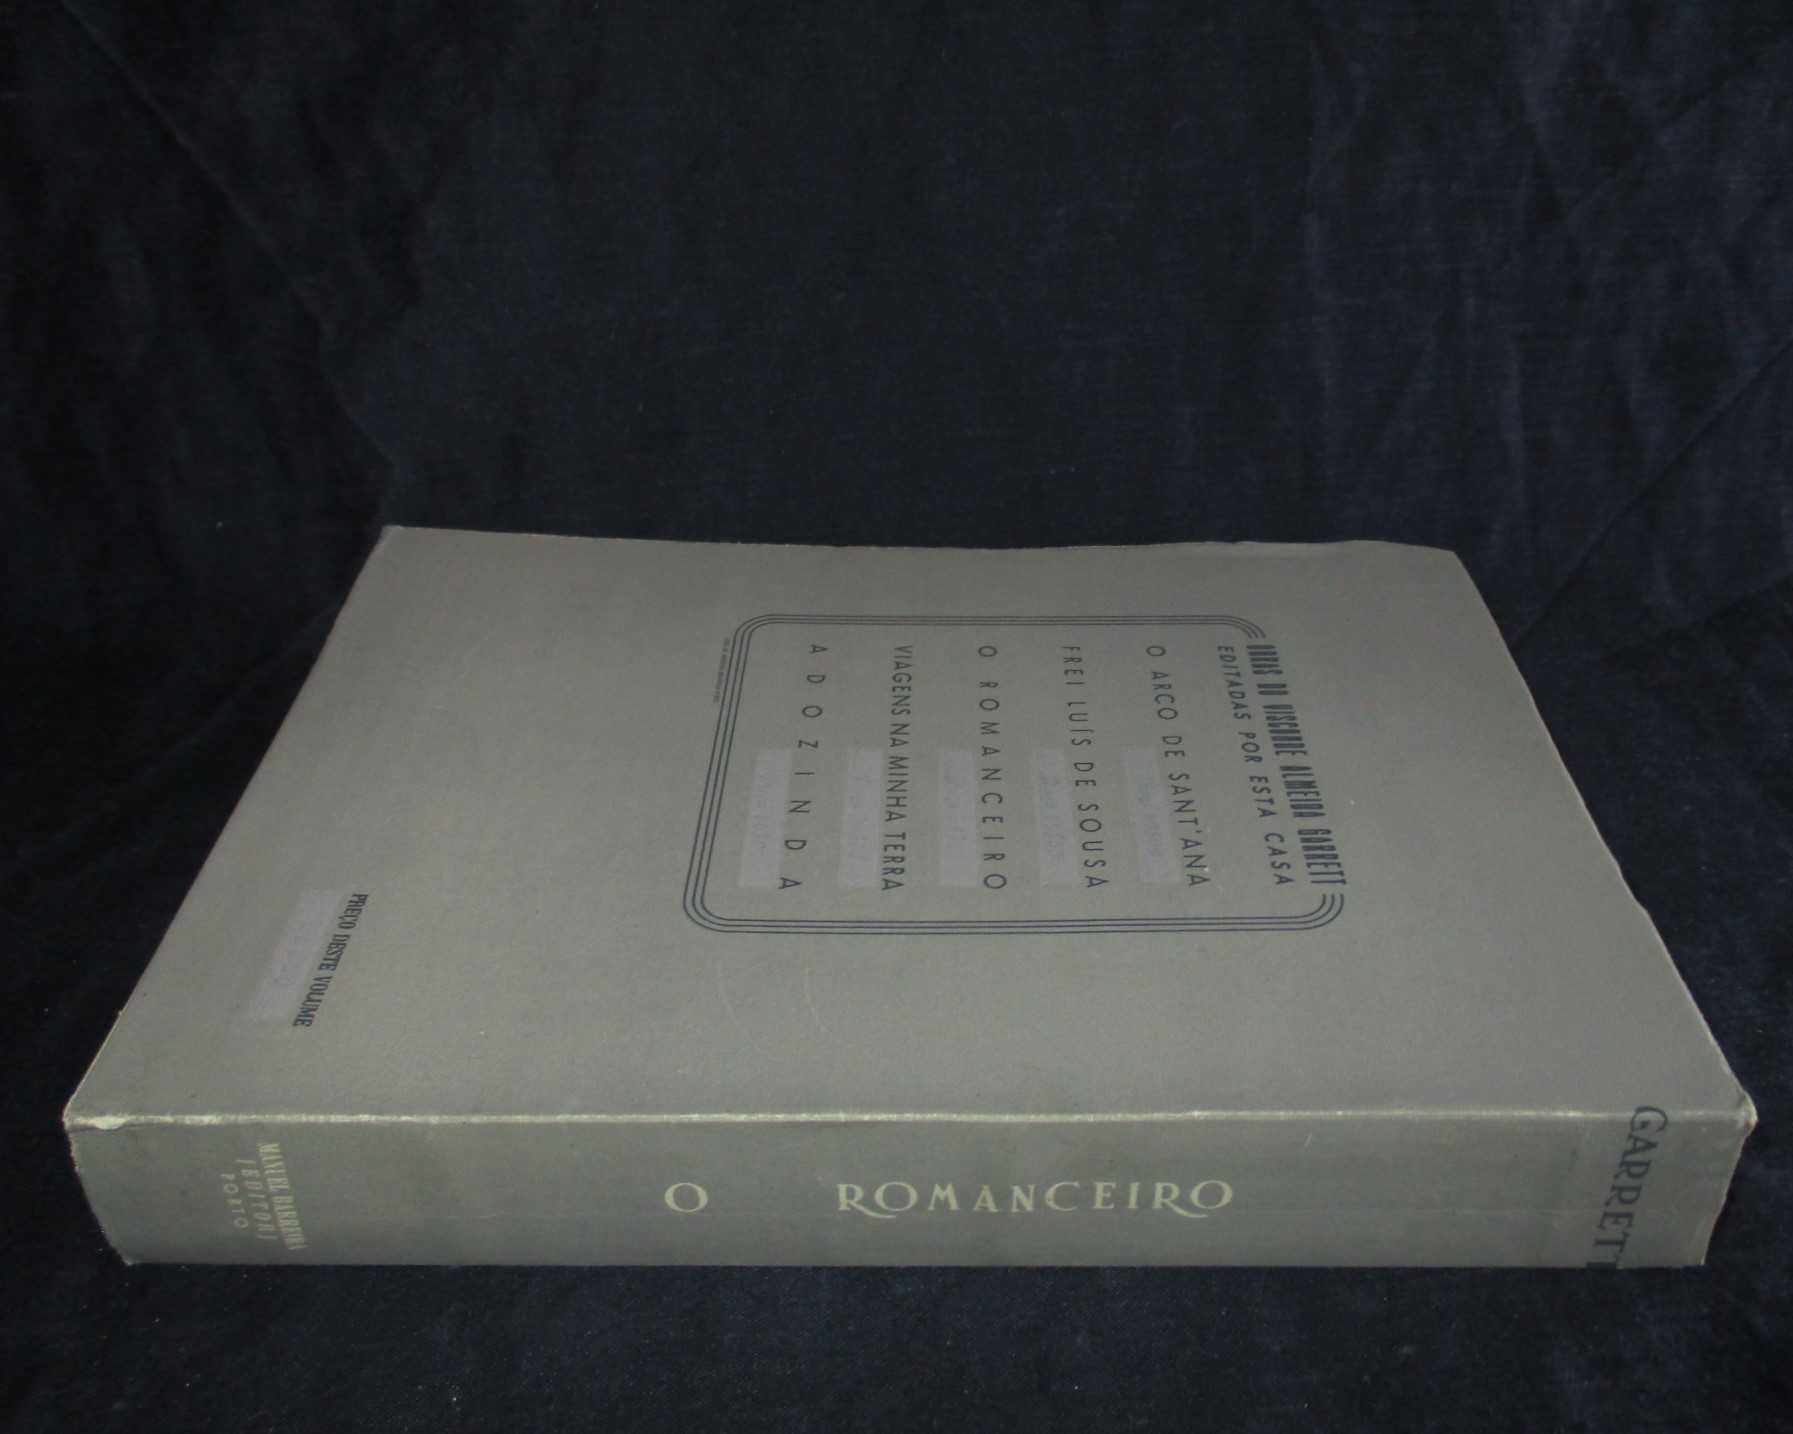 OBRAS DO VISCONDE ALMEIDA GARRETT
EDITADAS POR ESTA CASA
O ARCO DE SANT'ANA
FREI LUÍS DE SOUSA
O ROMANCEIRO
VIAGENS NA MINHA TERRA
ADOZINDA
PREÇO DESTE VOLUME
GARRETT
O ROMANCEIRO
MANUEL BARREIRA
[EDITOR]
PORTO